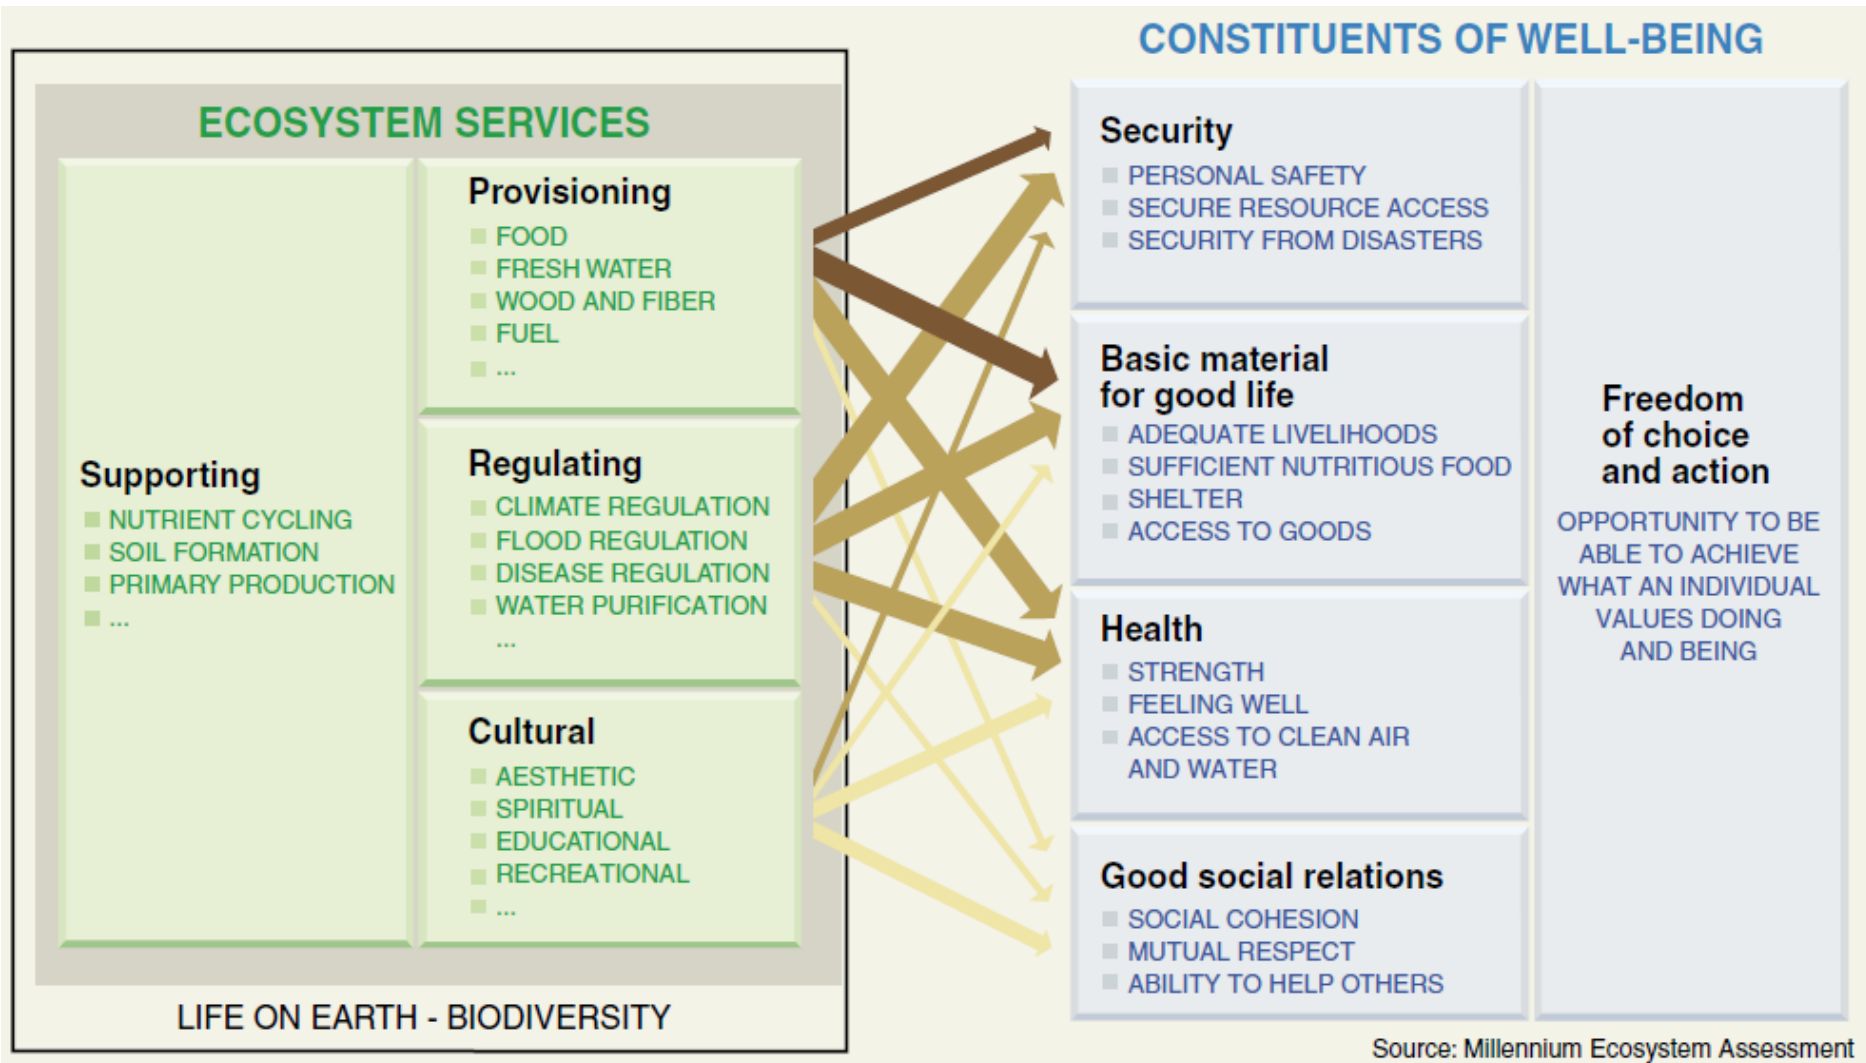 CONSTITUENTS OF WELL-BEING
ECOSYSTEM SERVICES
Supporting
NUTRIENT CYCLING
SOIL FORMATION
PRIMARY PRODUCTION
...
Provisioning
FOOD
FRESH WATER
WOOD AND FIBER
FUEL
...
Regulating
CLIMATE REGULATION
FLOOD REGULATION
DISEASE REGULATION
WATER PURIFICATION
...
Cultural
AESTHETIC
SPIRITUAL
EDUCATIONAL
RECREATIONAL
...
LIFE ON EARTH - BIODIVERSITY
Security
PERSONAL SAFETY
SECURE RESOURCE ACCESS
SECURITY FROM DISASTERS
Basic material
for good life
ADEQUATE LIVELIHOODS
SUFFICIENT NUTRITIOUS FOOD
SHELTER
ACCESS TO GOODS
Health
STRENGTH
FEELING WELL
ACCESS TO CLEAN AIR
AND WATER
Good social relations
SOCIAL COHESION
MUTUAL RESPECT
ABILITY TO HELP OTHERS
Freedom
of choice
and action
OPPORTUNITY TO BE
ABLE TO ACHIEVE
WHAT AN INDIVIDUAL
VALUES DOING
AND BEING
Source: Millennium Ecosystem Assessment